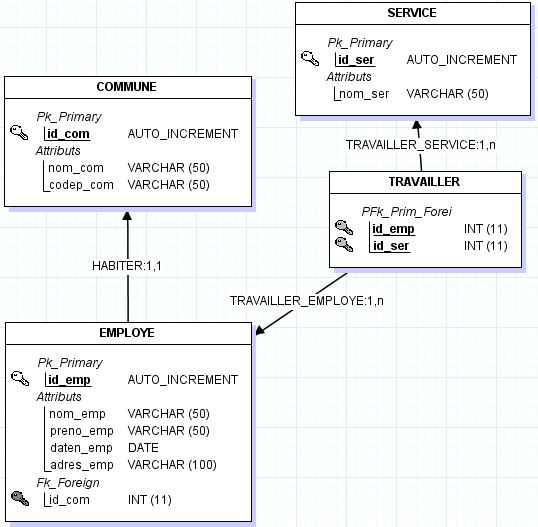 SERVICE
Pk_Primary
id_ser AUTO_INCREMENT
Attributs
nom_ser VARCHAR (50)
COMMUNE
Pk_Primary
id_com AUTO_INCREMENT
Attributs
nom_com VARCHAR (50)
codep_com VARCHAR (50)
TRAVAILLER_SERVICE:1,n
TRAVAILLER
PFk_Prim_Forei
id_emp INT (11)
id_ser INT (11)
HABITER:1,1
TRAVAILLER_EMPLOYE:1,n
EMPLOYE
Pk_Primary
id_emp AUTO_INCREMENT
Attributs
nom_emp VARCHAR (50)
preno_emp VARCHAR (50)
daten_emp DATE
adres_emp VARCHAR (100)
Fk_Foreign
id_com INT (11)